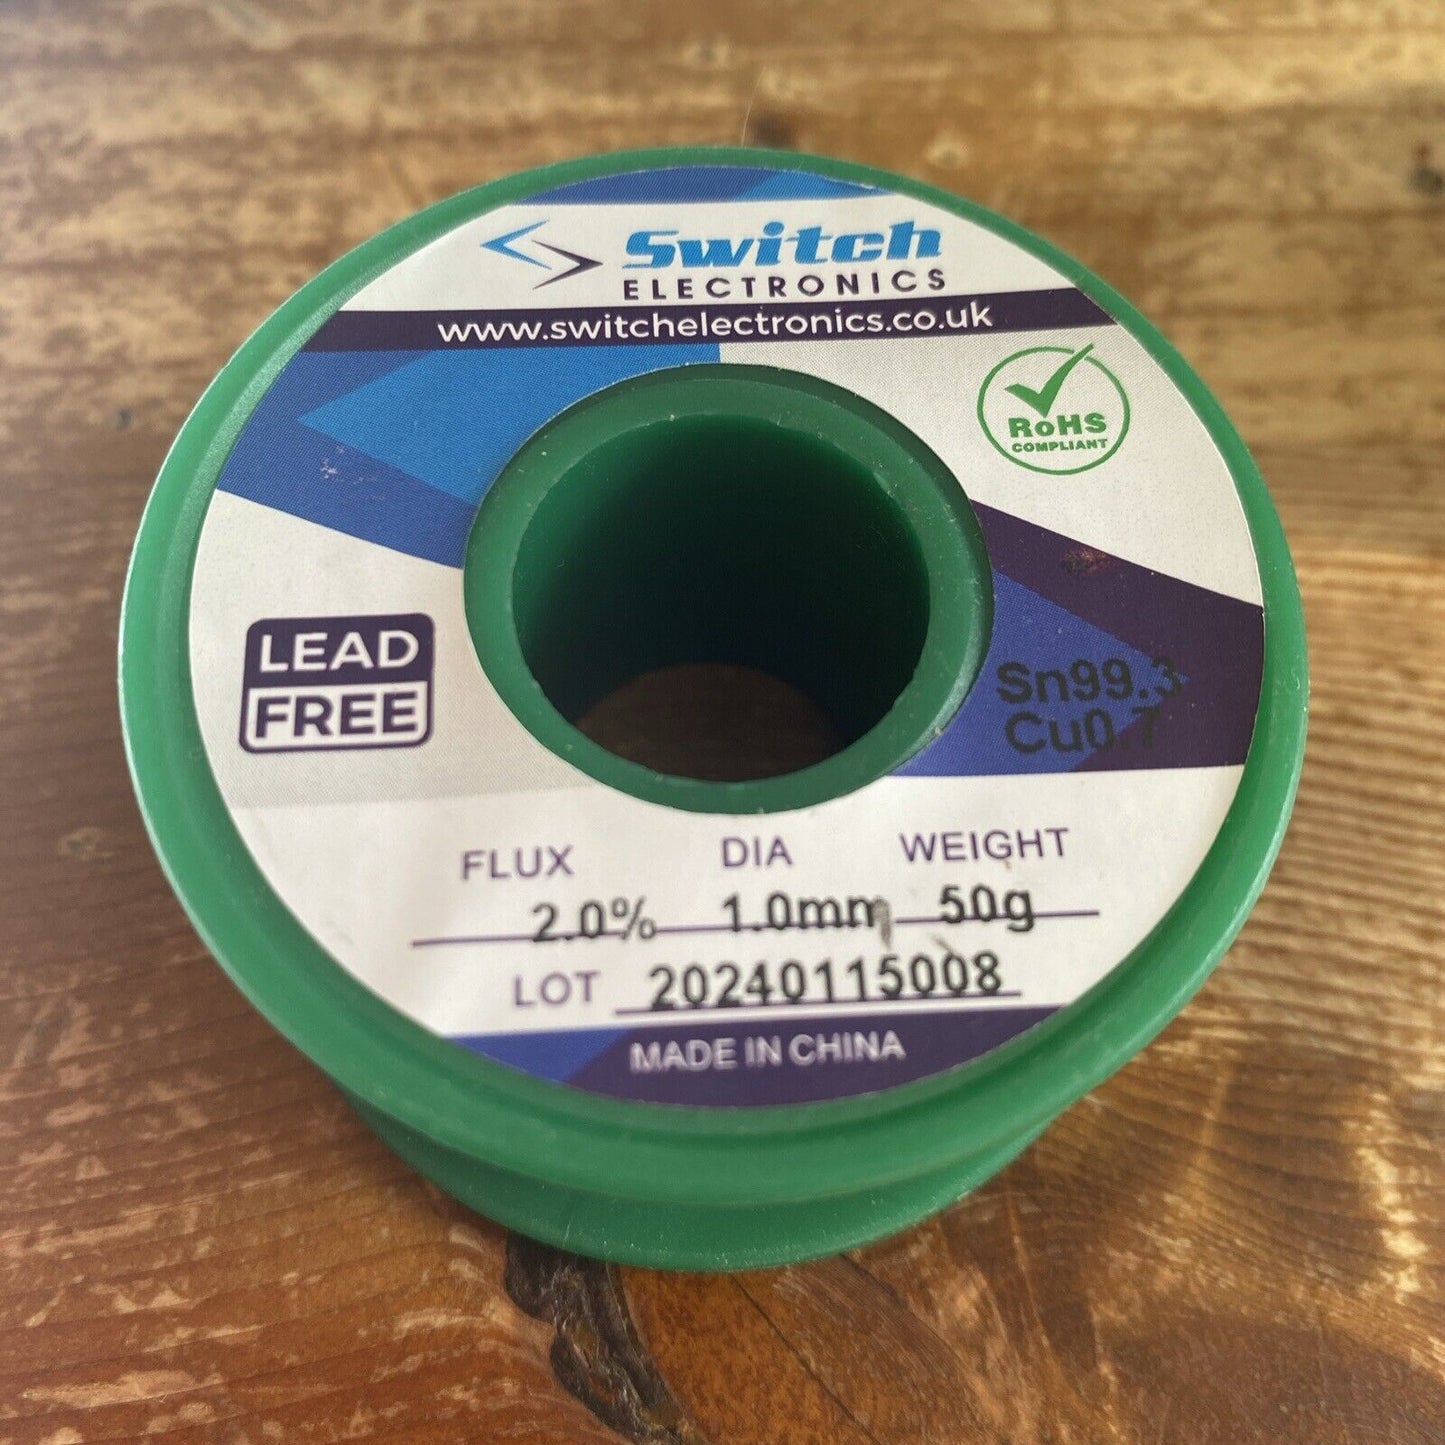 Switch
ELECTRONICS
www.switchelectronics.co.uk
RoHS
COMPLIANT
LEAD
FREE
Sn99.3
Cu0.7
FLUX DIA WEIGHT
2.0% 1.0mm 50g
LOT 20240115008
MADE IN CHINA